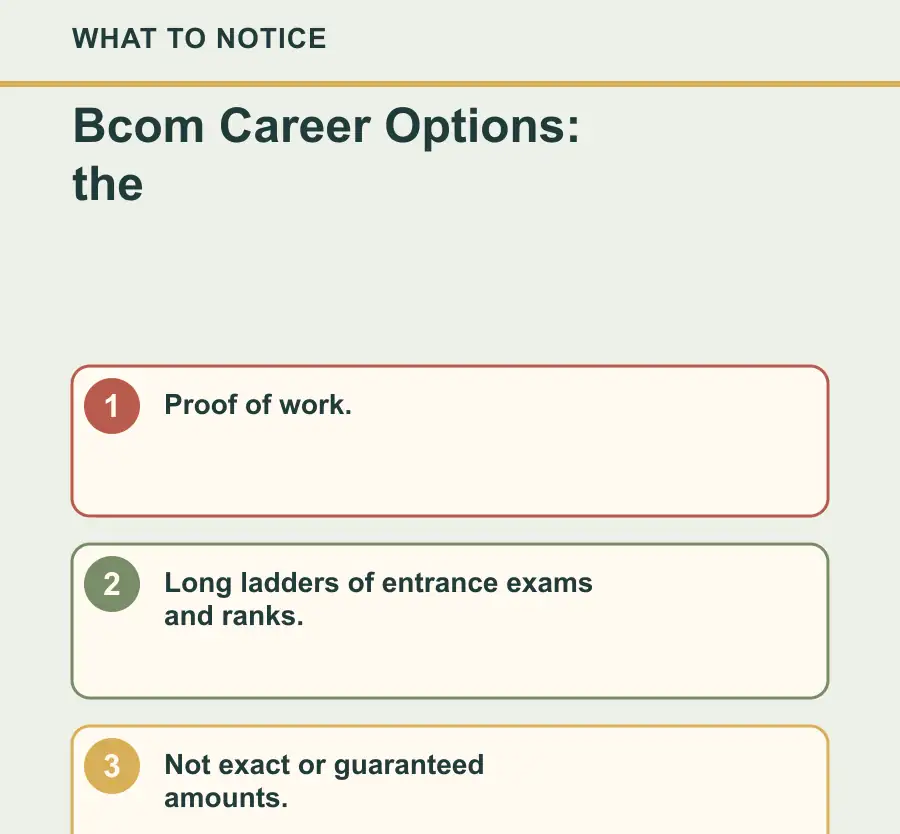 WHAT TO NOTICE
Bcom Career Options:
the
1
Proof of work.
2
Long ladders of entrance exams
and ranks.
3
Not exact or guaranteed
amounts.